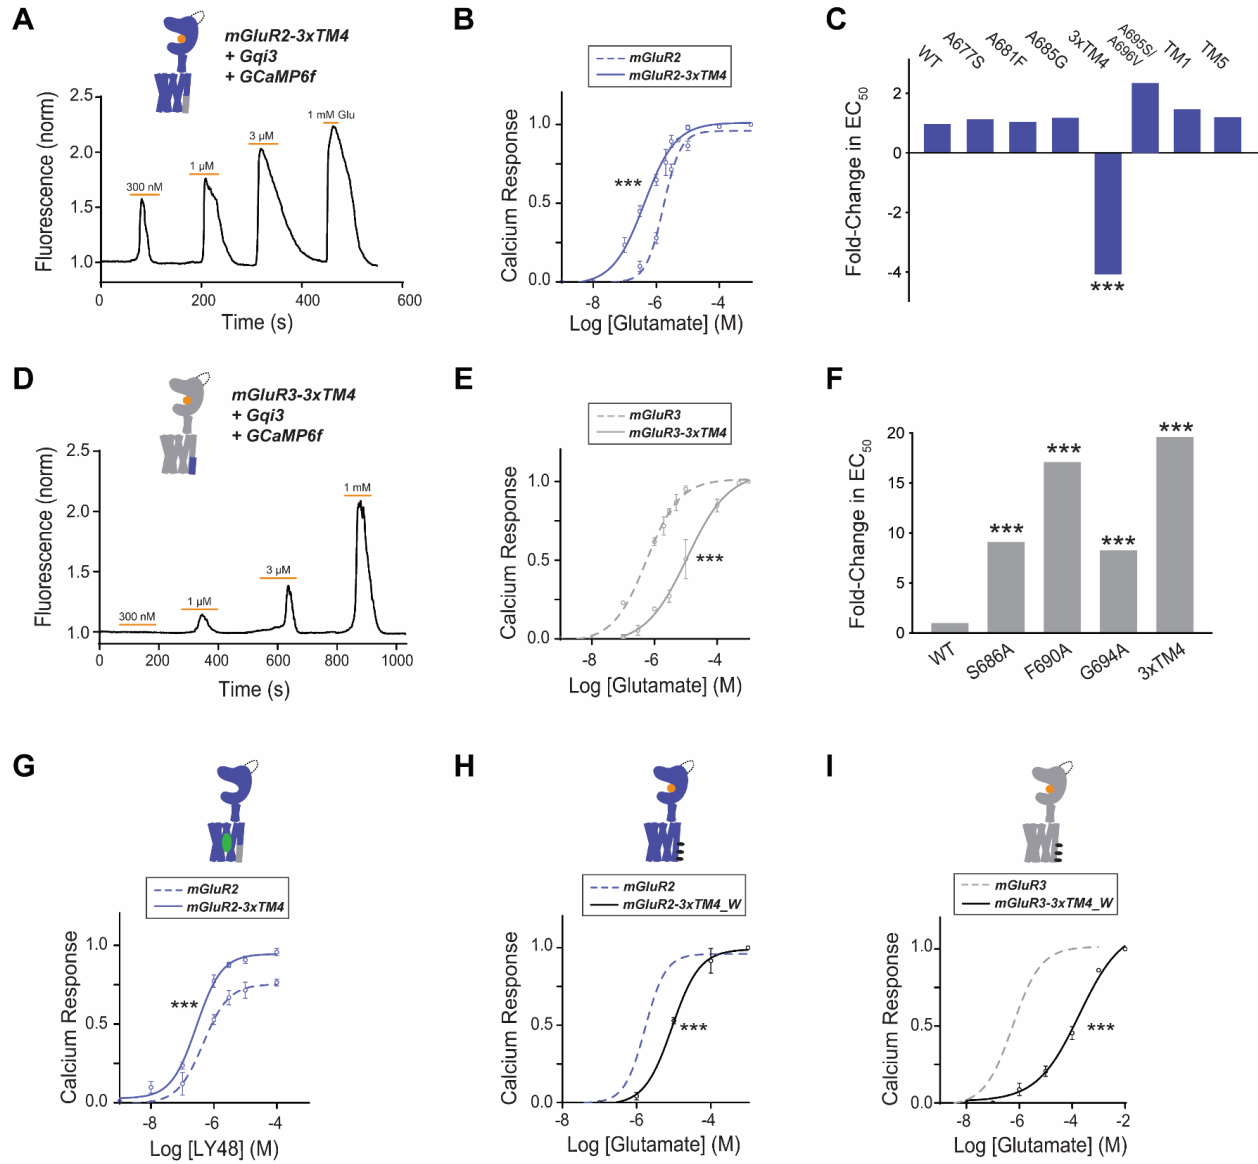 A
mGluR2-3xTM4
+ Gqi3
+ GCaMP6f
2.5
2.0
1.5
1.0
Fluorescence (norm)
300 nM
1 µM
3 µM
1 mM Glu
0
200
400
600
Time (s)
B
mGluR2
mGluR2-3xTM4
1.0
0.5
0.0
Calcium Response
***
-8
-6
-4
Log [Glutamate] (M)
C
WT
A677S
A681F
A685G
3xTM4
A695S/
A696V
TM1
TM5
2
0
-2
-4
Fold-Change in EC50
***
D
mGluR3-3xTM4
+ Gqi3
+ GCaMP6f
2.5
2.0
1.5
1.0
Fluorescence (norm)
300 nM
1 µM
3 µM
1 mM
0
200
400
600
800
1000
Time (s)
E
mGluR3
mGluR3-3xTM4
1.0
0.5
0.0
Calcium Response
***
-8
-6
-4
Log [Glutamate] (M)
F
20
15
10
5
0
Fold-Change in EC50
***
***
***
***
WT
S686A
F690A
G694A
3xTM4
G
mGluR2
mGluR2-3xTM4
1.0
0.5
0.0
Calcium Response
***
-8
-6
-4
Log [LY48] (M)
H
mGluR2
mGluR2-3xTM4_W
1.0
0.5
0.0
Calcium Response
***
-8
-6
-4
Log [Glutamate] (M)
I
mGluR3
mGluR3-3xTM4_W
1.0
0.5
0.0
Calcium Response
***
-8
-6
-4
-2
Log [Glutamate] (M)